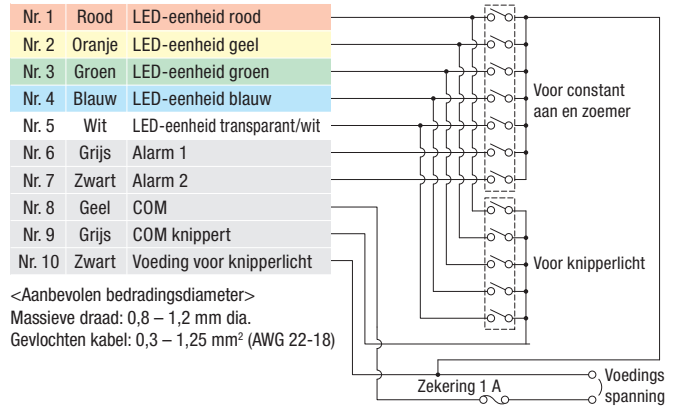 Nr. 1 Rood LED-eenheid rood
Nr. 2 Oranje LED-eenheid geel
Nr. 3 Groen LED-eenheid groen
Nr. 4 Blauw LED-eenheid blauw
Nr. 5 Wit LED-eenheid transparant/wit
Nr. 6 Grijs Alarm 1
Nr. 7 Zwart Alarm 2
Nr. 8 Geel COM
Nr. 9 Grijs COM knippert
Nr. 10 Zwart Voeding voor knipperlicht
<Aanbevolen bedradingsdiameter>
Massieve draad: 0,8 – 1,2 mm dia.
Gevlochten kabel: 0,3 – 1,25 mm² (AWG 22-18)
Voor constant
aan en zoemer
Voor knipperlicht
Zekering 1 A
Voedings
spanning